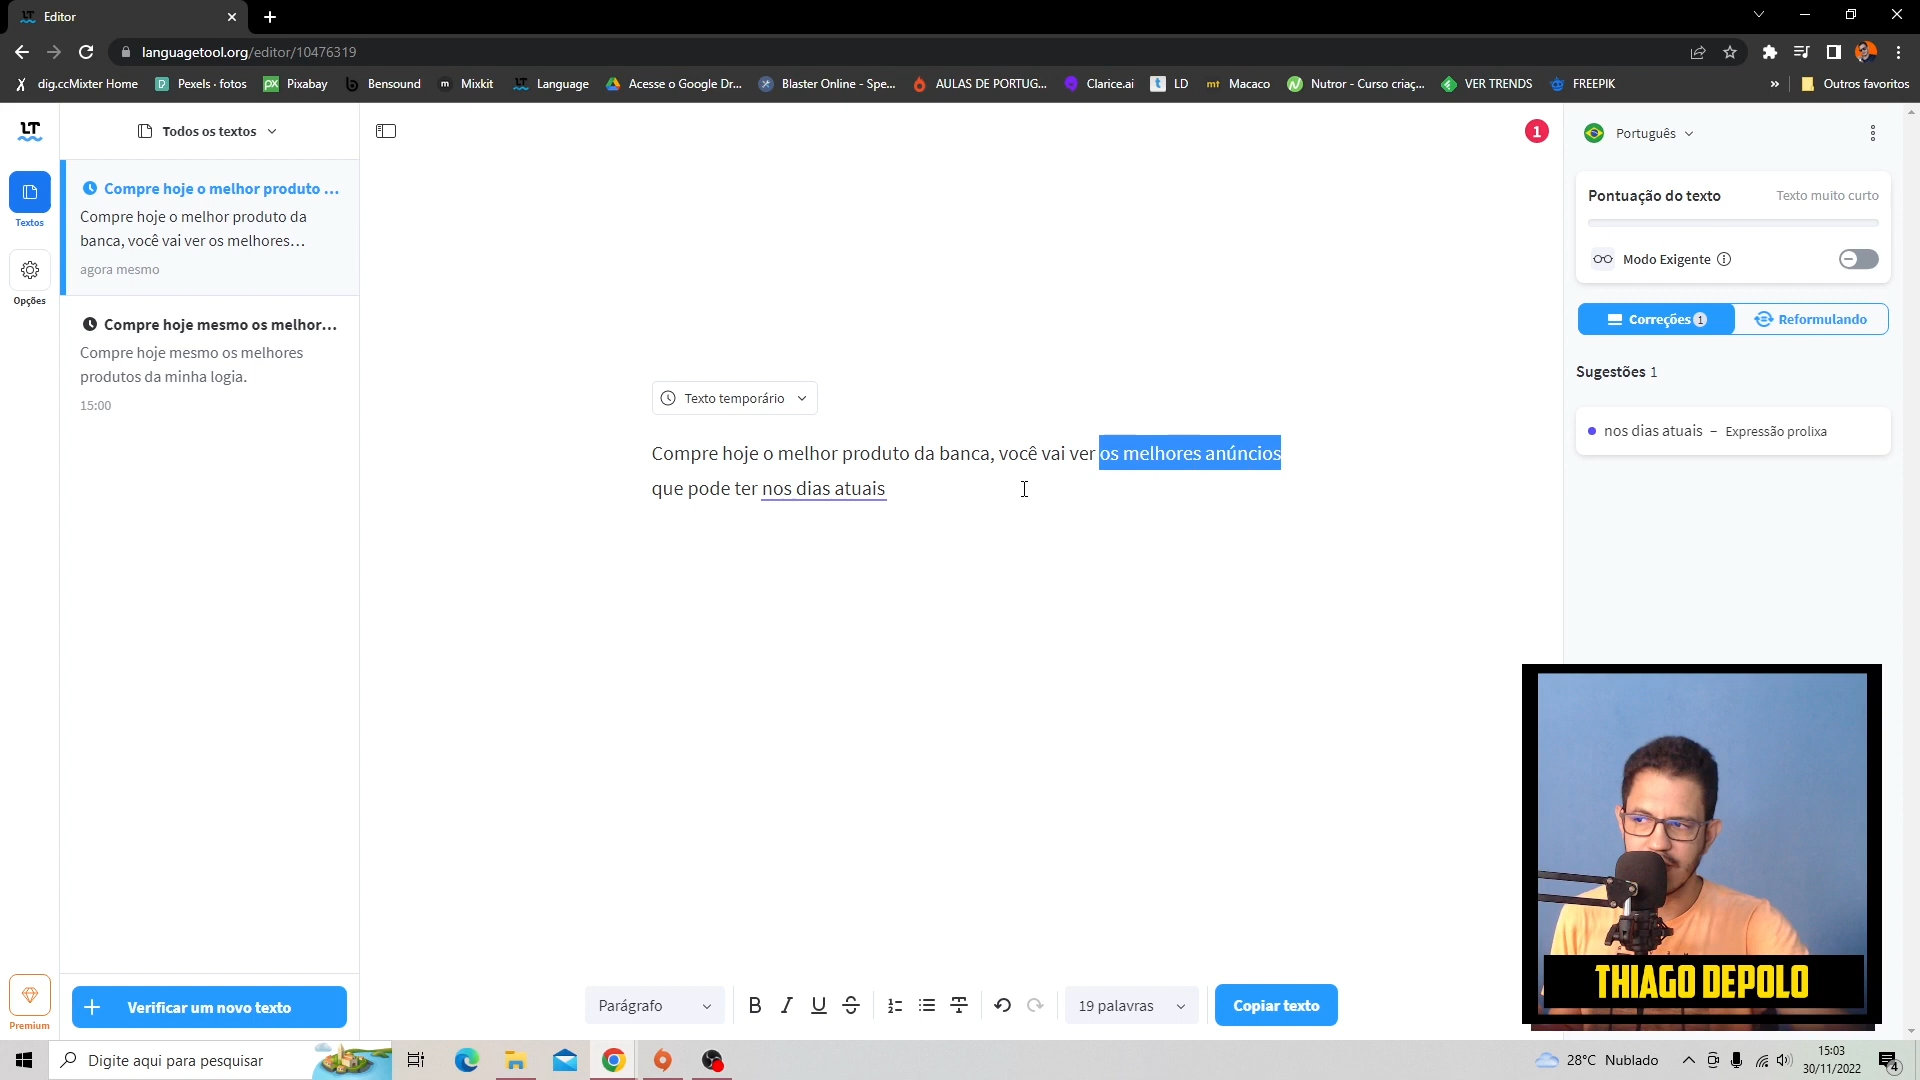 Editor
languagetool.org/editor/10476319
dig.ccMixter Home
Pexels · fotos
Pixabay
Bensound
Mixkit
Language
Acesse o Google Dr...
Blaster Online - Spe...
AULAS DE PORTUG...
Clarice.ai
LD
Macaco
Nutror - Curso criaç...
VER TRENDS
FREEPIK
»
Outros favoritos
LT
Textos
Opções
Premium
Todos os textos
Compre hoje o melhor produto ...
Compre hoje o melhor produto da
banca, você vai ver os melhores...
agora mesmo
Compre hoje mesmo os melhor...
Compre hoje mesmo os melhores
produtos da minha logia.
15:00
Verificar um novo texto
1
Texto temporário
Compre hoje o melhor produto da banca, você vai ver os melhores anúncios
que pode ter nos dias atuais
Parágrafo
B I U S
19 palavras
Copiar texto
Português
Pontuação do texto
Texto muito curto
Modo Exigente
Correções 1
Reformulando
Sugestões 1
nos dias atuais – Expressão prolixa
THIAGO DEPOLO
Digite aqui para pesquisar
28°C Nublado
15:03
30/11/2022
4